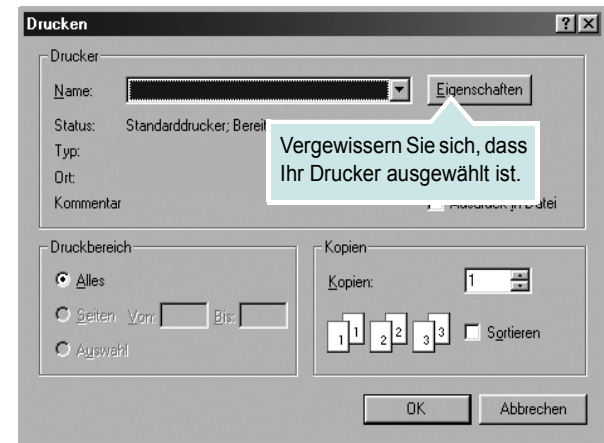 Drucken
Drucker
Name:
Eigenschaften
Status: Standarddrucker;
Vergewissern Sie sich, dass
Ihr Drucker ausgewählt ist.
Typ:
Ort:
Kommentar
Ausdruck in Datei
Druckbereich
Alles
Seiten Von: Bis:
Auswahl
Kopien
Kopien: 1
1 1 2 2 3 3
Sortieren
OK Abbrechen